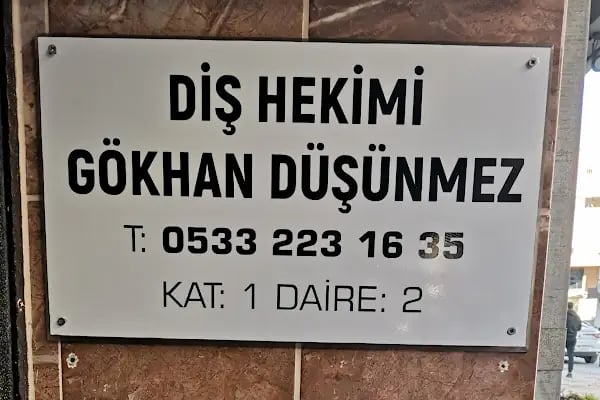 DİŞ HEKİMİ
GÖKHAN DÜŞÜNMEZ
T: 0533 223 16 35
KAT: 1 DAİRE: 2